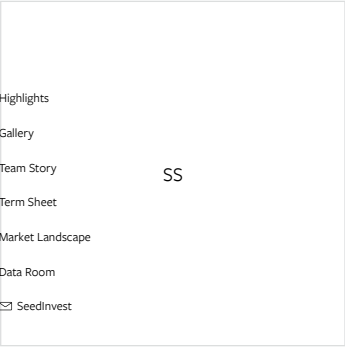 Highlights
Gallery
Team Story
SS
Term Sheet
Market Landscape
Data Room
SeedInvest